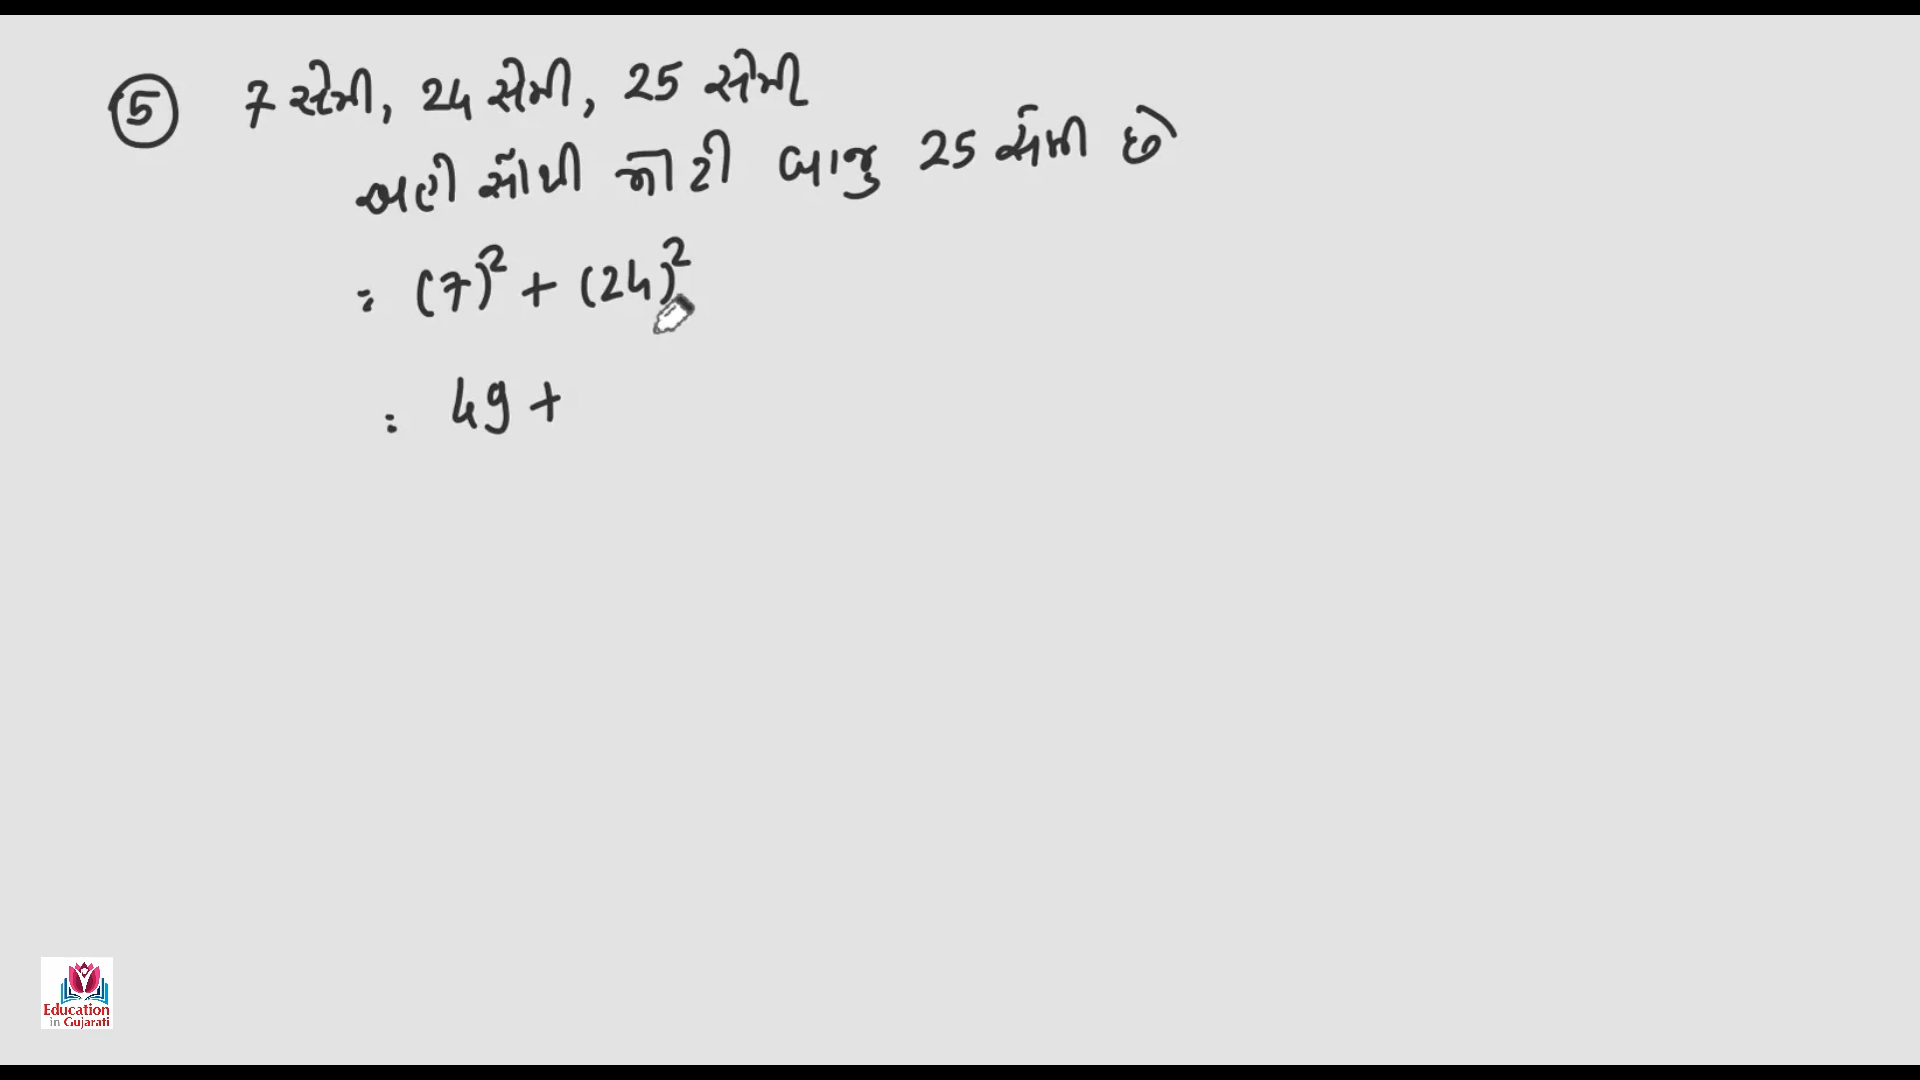 5 7 સેમી, 24 સેમી, 25 સેમી
અહી સૌથી મોટી બાજુ 25 સેમી છે
= (7)² + (24)²
= 49 +
Education
in Gujarati